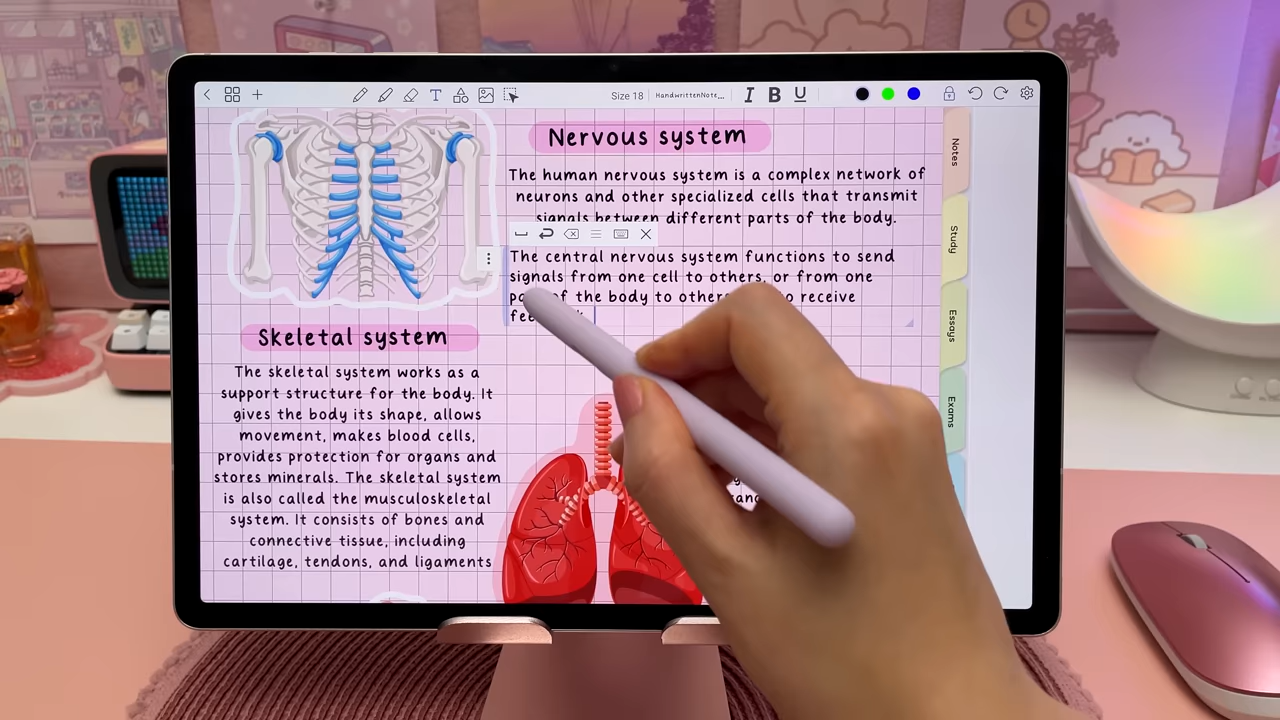 Size 18 HandwrittenNote...
I B U
Nervous system
The human nervous system is a complex network of
neurons and other specialized cells that transmit
signals between different parts of the body.
The central nervous system functions to send
signals from one cell to others, or from one
of the body to others receive
Skeletal system
The skeletal system works as a
support structure for the body. It
gives the body its shape, allows
movement, makes blood cells,
provides protection for organs and
stores minerals. The skeletal system
is also called the musculoskeletal
system. It consists of bones and
connective tissue, including
cartilage, tendons, and ligaments
Notes
Study
Essays
Exams